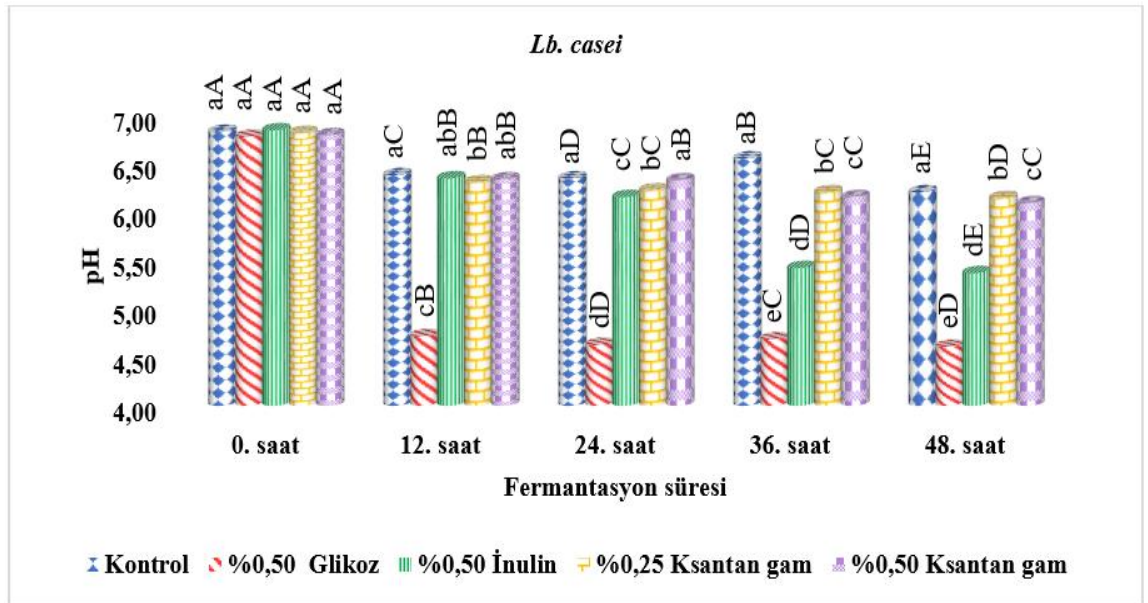 Lb. casei
aA aA aA aA aA
aC cB abB bB abB
aD dD cC bC aB
aB eC dD bC cC
aE eD dE bD cC
pH
7,00
6,50
6,00
5,50
5,00
4,50
4,00
0. saat 12. saat 24. saat 36. saat 48. saat
Fermantasyon süresi
Kontrol %0,50 Glikoz %0,50 İnulin %0,25 Ksantan gam %0,50 Ksantan gam